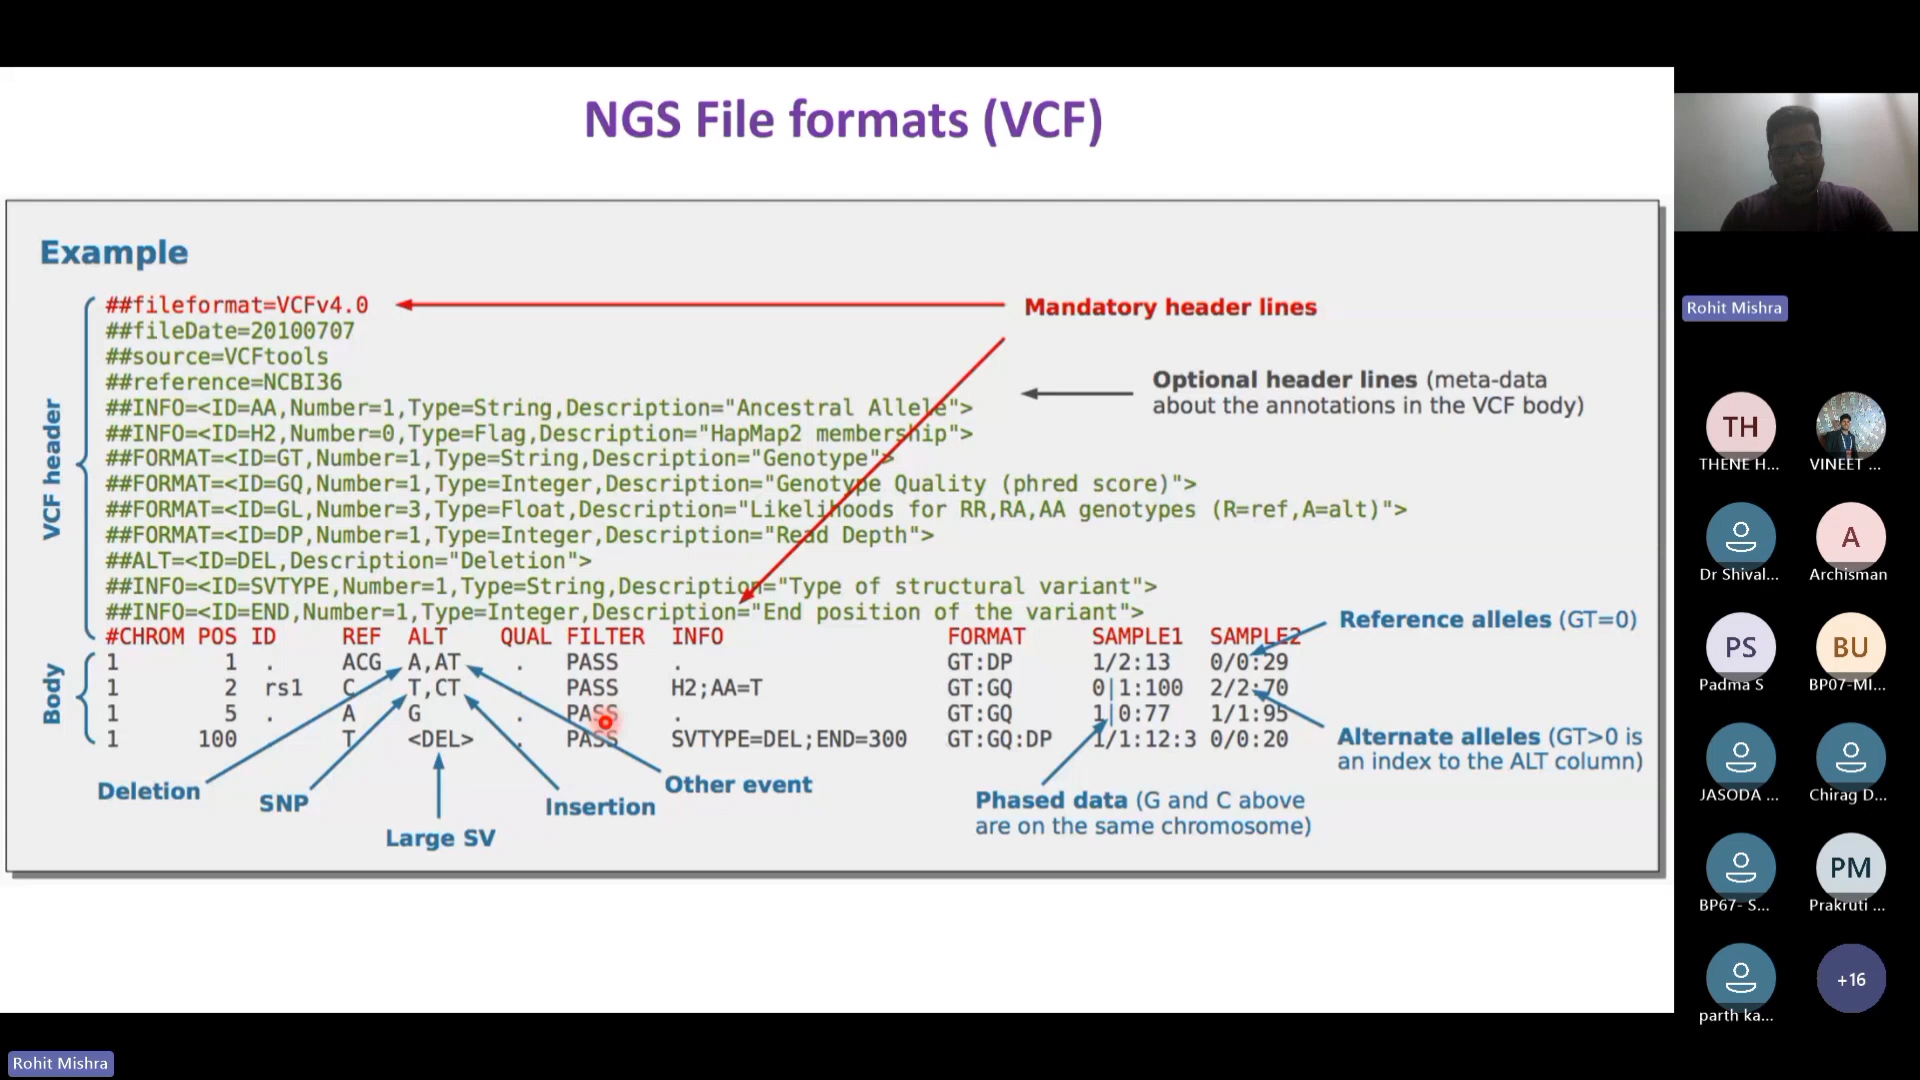 NGS File formats (VCF)
Example
VCF header
##fileformat=VCFv4.0
Mandatory header lines
##fileDate=20100707
##source=VCFtools
##reference=NCBI36
Optional header lines (meta-data
about the annotations in the VCF body)
##INFO=<ID=AA,Number=1,Type=String,Description="Ancestral Allele">
##INFO=<ID=H2,Number=0,Type=Flag,Description="HapMap2 membership">
##FORMAT=<ID=GT,Number=1,Type=String,Description="Genotype">
##FORMAT=<ID=GQ,Number=1,Type=Integer,Description="Genotype Quality (phred score)">
##FORMAT=<ID=GL,Number=3,Type=Float,Description="Likelihoods for RR,RA,AA genotypes (R=ref,A=alt)">
##FORMAT=<ID=DP,Number=1,Type=Integer,Description="Read Depth">
##ALT=<ID=DEL,Description="Deletion">
##INFO=<ID=SVTYPE,Number=1,Type=String,Description="Type of structural variant">
##INFO=<ID=END,Number=1,Type=Integer,Description="End position of the variant">
#CHROM POS ID REF ALT QUAL FILTER INFO FORMAT SAMPLE1 SAMPLE2
Body
1 1 . ACG A,AT . PASS . GT:DP 1/2:13 0/0:29
1 2 rs1 C T,CT . PASS H2;AA=T GT:GQ 0|1:100 2/2:70
1 5 . A G . PASS . GT:GQ 1|0:77 1/1:95
1 100 . T <DEL> . PASS SVTYPE=DEL;END=300 GT:GQ:DP 1/1:12:3 0/0:20
Reference alleles (GT=0)
Alternate alleles (GT>0 is
an index to the ALT column)
Deletion
SNP
Large SV
Insertion
Other event
Phased data (G and C above
are on the same chromosome)
Rohit Mishra
TH
THENE H...
VINEET ...
Dr Shival...
A
Archisman
PS
Padma S
BU
BP07-MI...
JASODA ...
Chirag D...
BP67- S...
PM
Prakruti ...
parth ka...
+16
Rohit Mishra